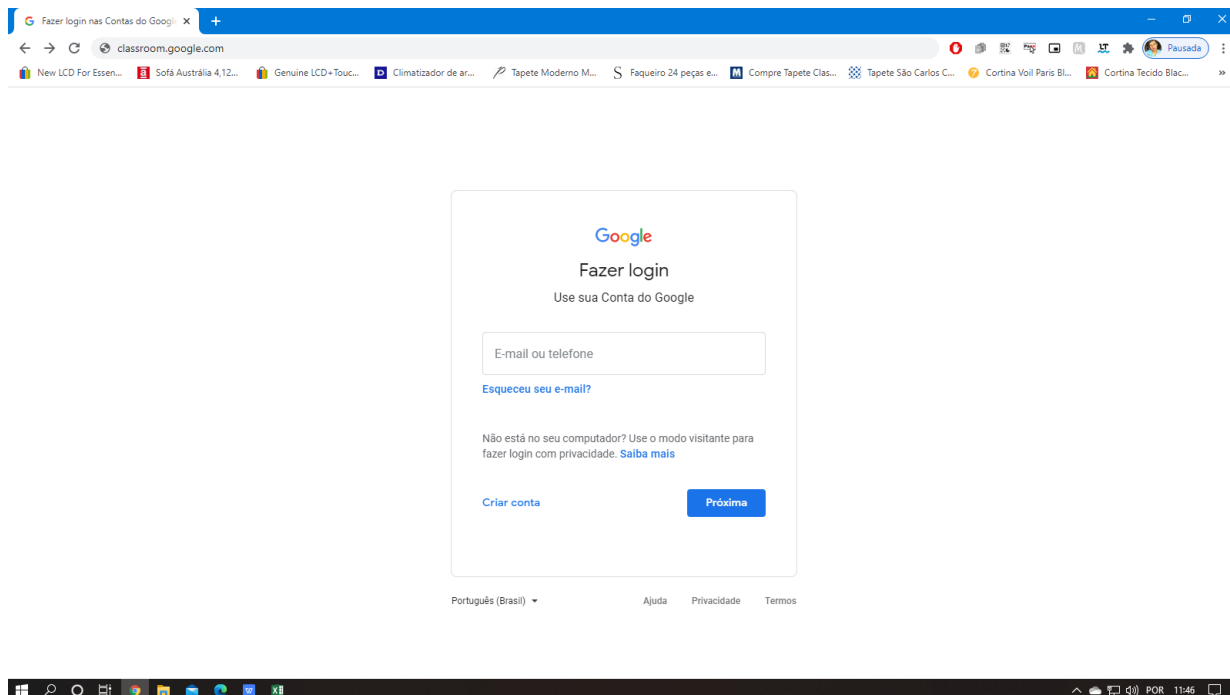 Fazer login nas Contas do Googl
classroom.google.com
Pausada
New LCD For Essen... Sofá Austrália 4,12... Genuine LCD+Touc... Climatizador de ar... Tapete Moderno M... Faqueiro 24 peças e... Compre Tapete Clas... Tapete São Carlos C... Cortina Voil Paris Bl... Cortina Tecido Blac...
Google
Fazer login
Use sua Conta do Google
E-mail ou telefone
Esqueceu seu e-mail?
Não está no seu computador? Use o modo visitante para
fazer login com privacidade. Saiba mais
Criar conta Próxima
Português (Brasil) Ajuda Privacidade Termos
POR 11:46